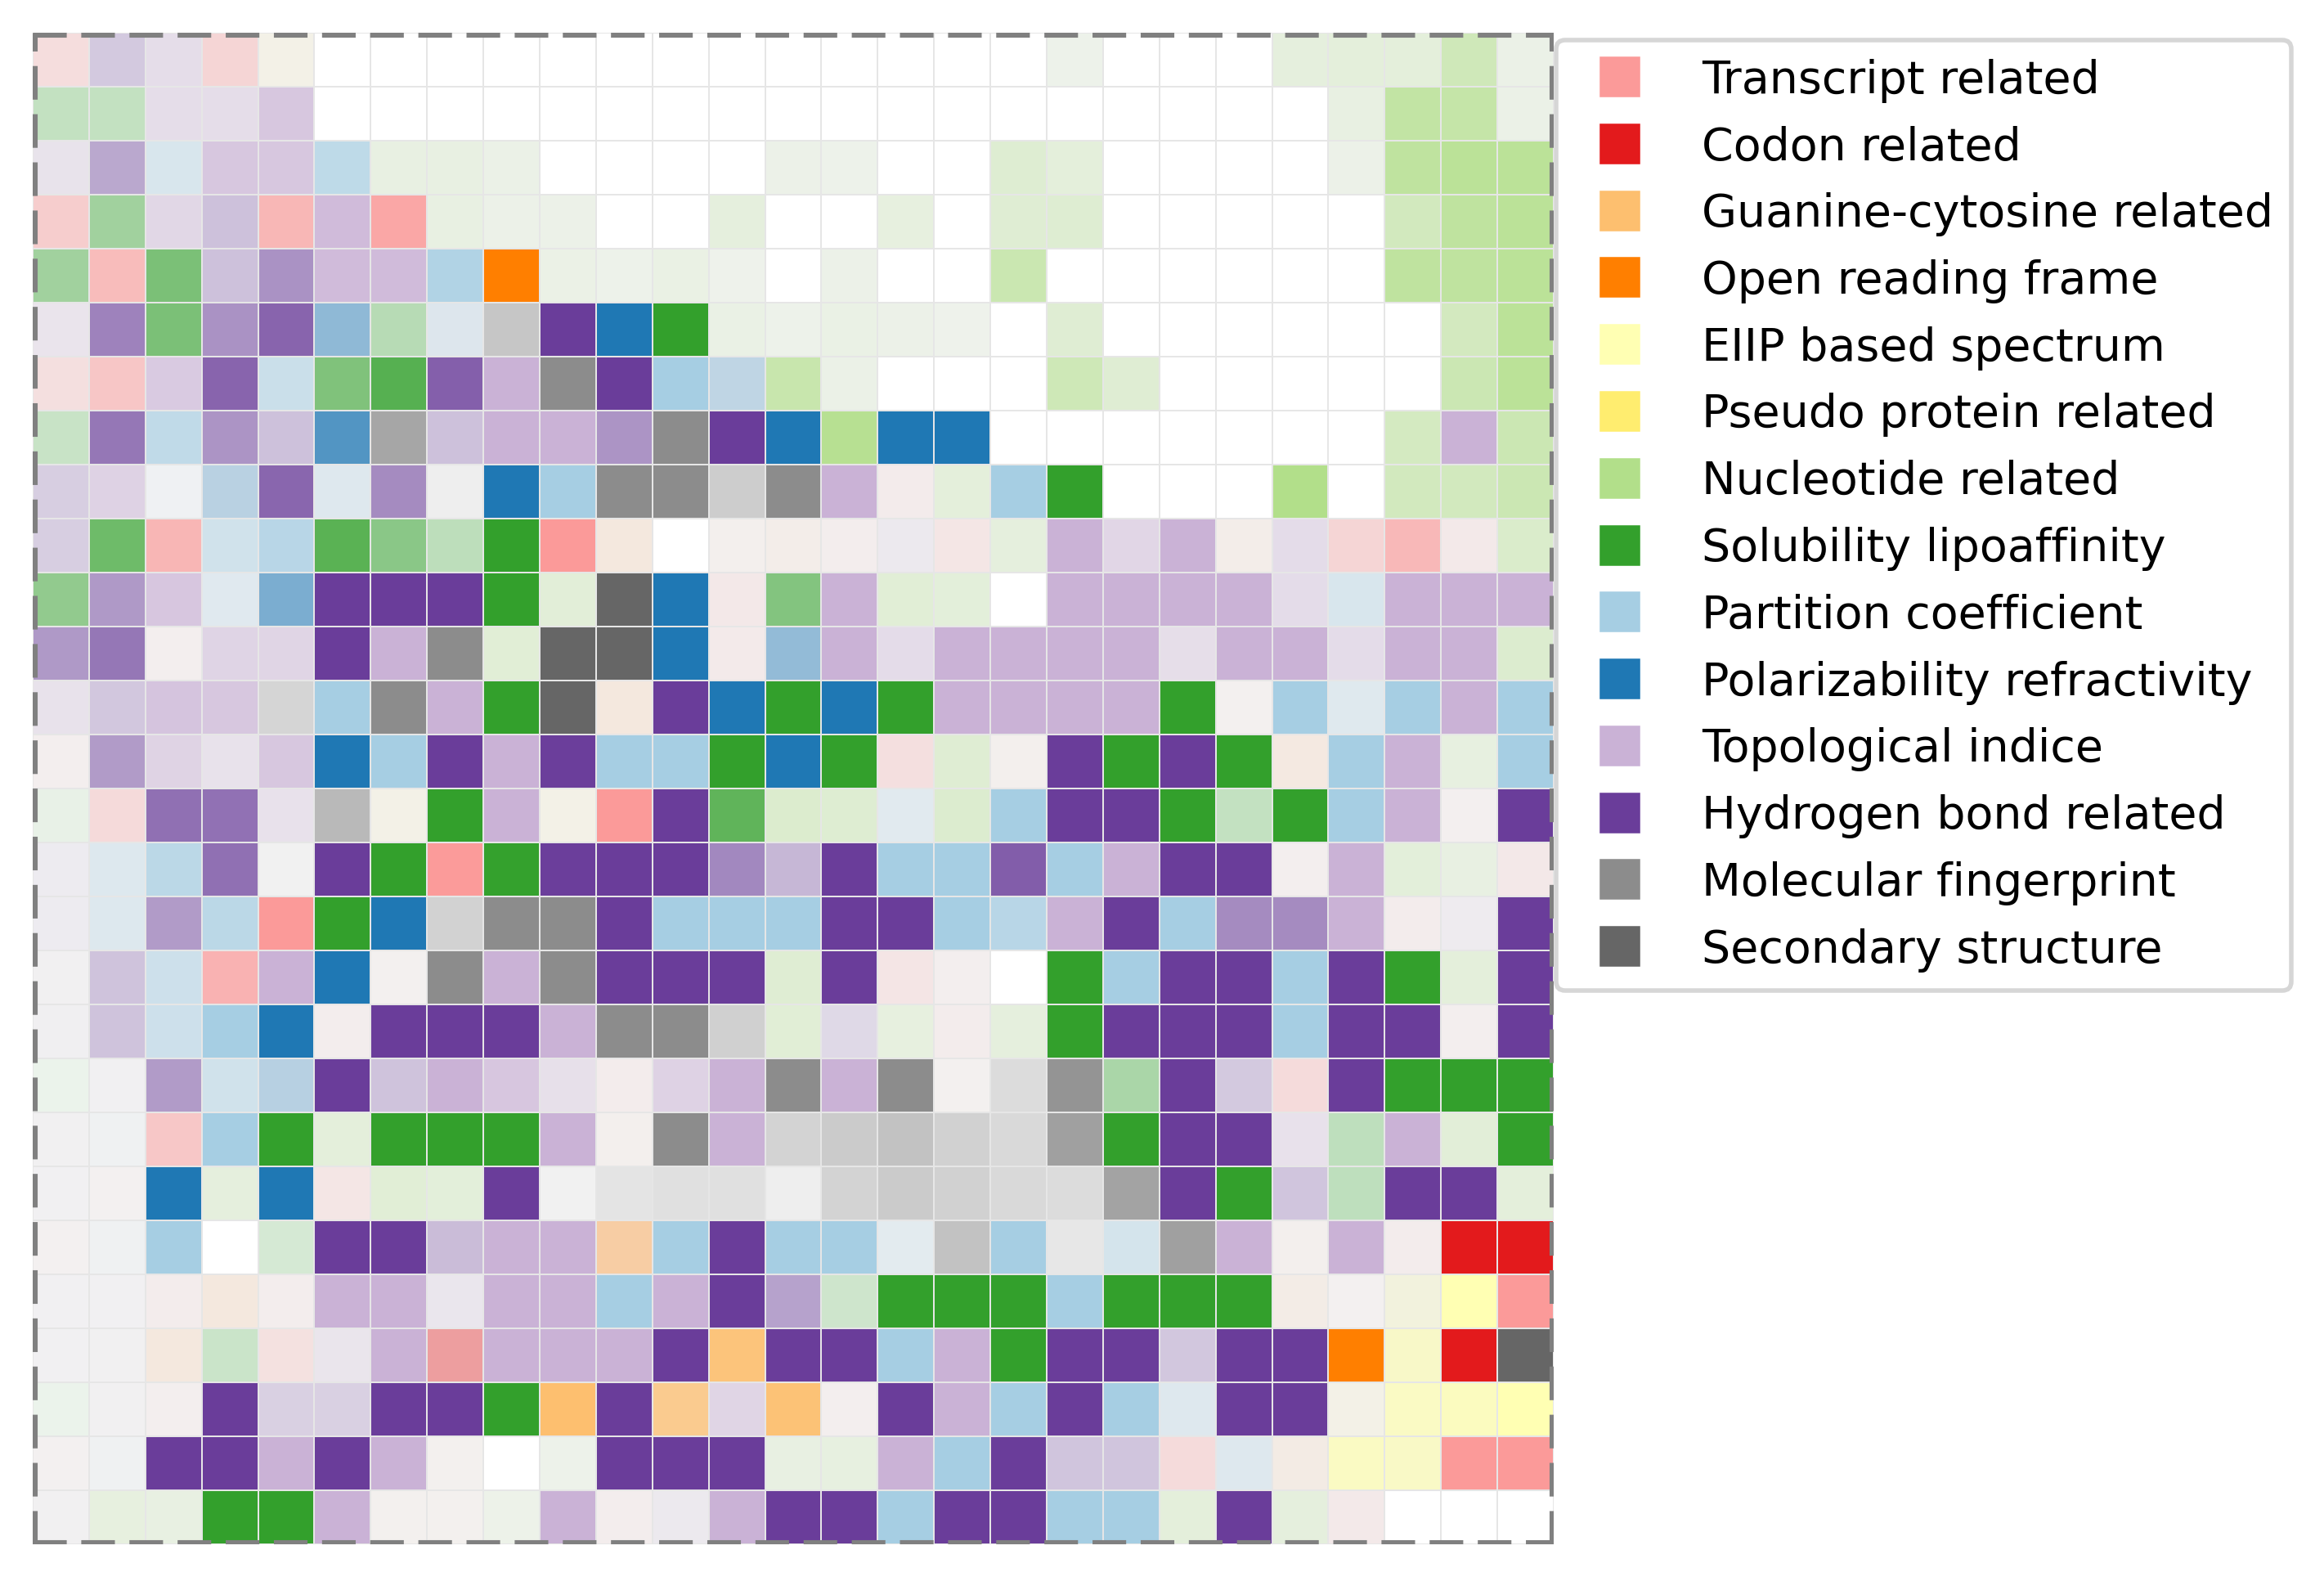 Transcript related
Codon related
Guanine-cytosine related
Open reading frame
EIIP based spectrum
Pseudo protein related
Nucleotide related
Solubility lipoaffinity
Partition coefficient
Polarizability refractivity
Topological indice
Hydrogen bond related
Molecular fingerprint
Secondary structure